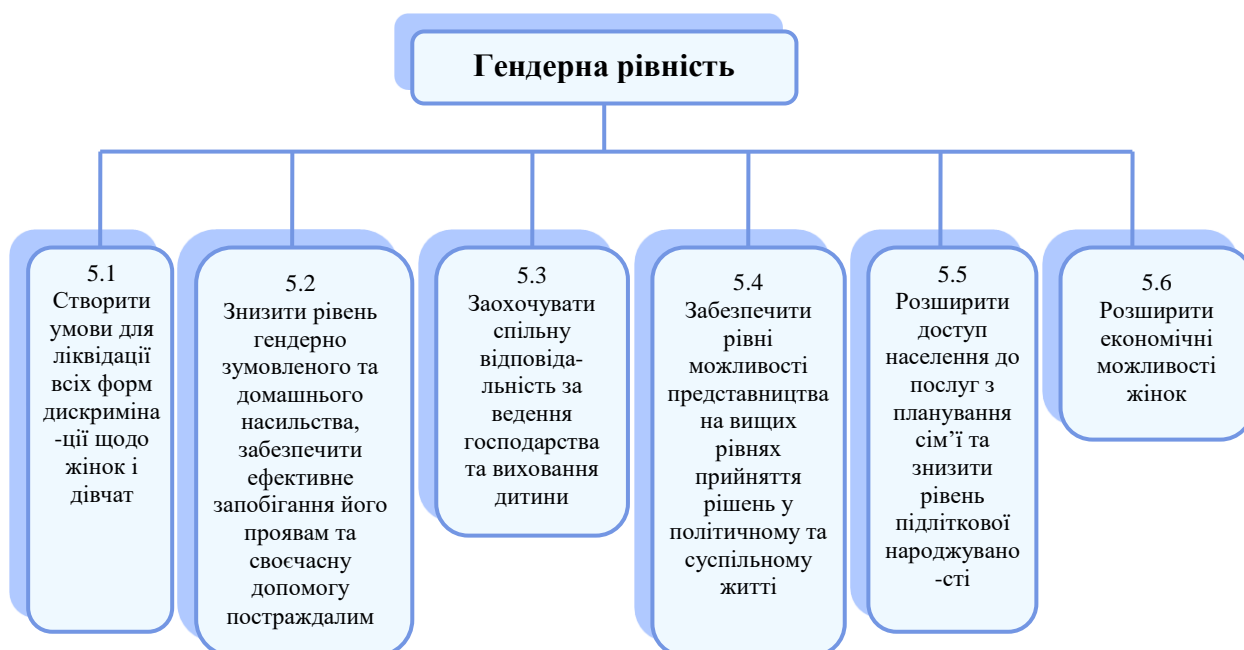 Гендерна рівність
5.1
Створити
умови для
ліквідації
всіх форм
дискриміна
-ції щодо
жінок і
дівчат
5.2
Знизити рівень
гендерно
зумовленого та
домашнього
насильства,
забезпечити
ефективне
запобігання його
проявам та
своєчасну
допомогу
постраждалим
5.3
Заохочувати
спільну
відповіда-
льність за
ведення
господарства
та виховання
дитини
5.4
Забезпечити
рівні
можливості
представництва
на вищих
рівнях
прийняття
рішень у
політичному та
суспільному
житті
5.5
Розширити
доступ
населення до
послуг з
планування
сім’ї та
знизити
рівень
підліткової
народжувано
-сті
5.6
Розширити
економічні
можливості
жінок